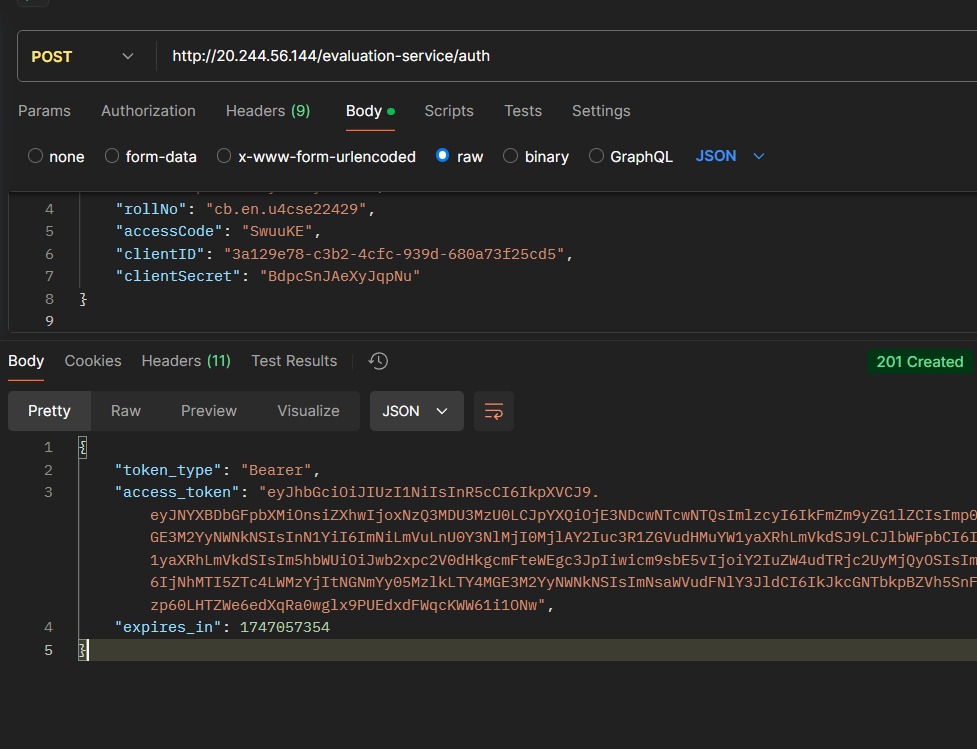 POST http://20.244.56.144/evaluation-service/auth
Params Authorization Headers (9) Body Scripts Tests Settings
none form-data x-www-form-urlencoded raw binary GraphQL JSON
4 "rollNo": "cb.en.u4cse22429",
5 "accessCode": "SwuuKE",
6 "clientID": "3a129e78-c3b2-4cfc-939d-680a73f25cd5",
7 "clientSecret": "BdpcSnJAeXyJqpNu"
8 }
9
Body Cookies Headers (11) Test Results 201 Created
Pretty Raw Preview Visualize JSON
1 {
2 "token_type": "Bearer",
3 "access_token": "eyJhbGciOiJIUzI1NiIsInR5cCI6IkpXVCJ9.
eyJNYXBDbGFpbXMiOnsiZXhwIjoxNzQ3MDU3MzU0LCJpYXQiOjE3NDcwNTcwNTQsImlzcyI6IkFmZm9yZG1lZCIsImp0
GE3M2YyNWNkNSIsInN1YiI6ImNiLmVuLnU0Y3NlMjI0MjlAY2Iuc3R1ZGVudHMuYW1yaXRhLmVkdSJ9LCJlbWFpbCI6I
1yaXRhLmVkdSIsIm5hbWUiOiJwb2xpc2V0dHkgcmFteWEgc3JpIiwicm9sbE5vIjoiY2IuZW4udTRjc2UyMjQyOSIsIm
6IjNhMTI5ZTc4LWMzYjItNGNmYy05MzlkLTY4MGE3M2YyNWNkNSIsImNsaWVudFNlY3JldCI6IkJkcGNTbkpBZVh5SnF
zp60LHTZWe6edXqRa0wglx9PUEdxdFWqcKWW61i1ONw",
4 "expires_in": 1747057354
5 }